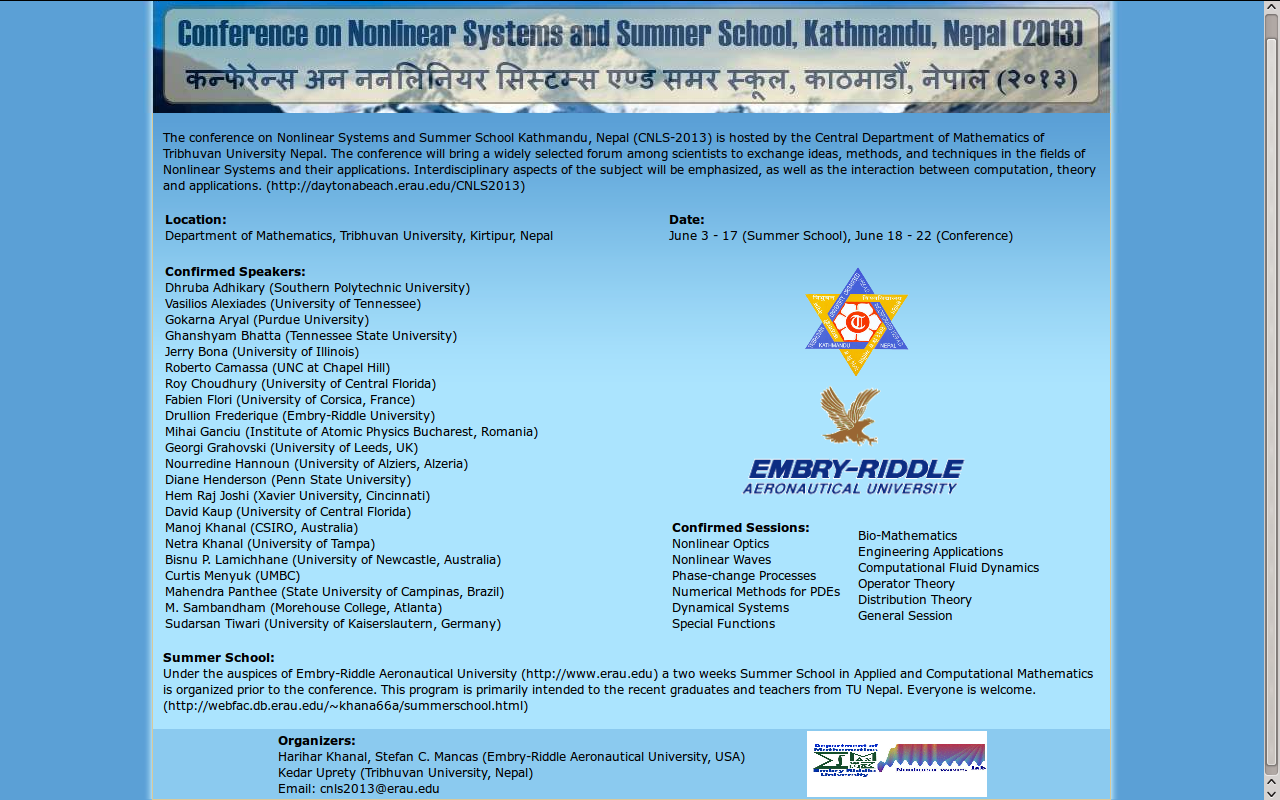 Conference on Nonlinear Systems and Summer School, Kathmandu, Nepal (2013)
कन्फेरेन्स अन ननलिनियर सिस्टम्स एण्ड समर स्कूल, काठमाडौँ, नेपाल (२०१३)
The conference on Nonlinear Systems and Summer School Kathmandu, Nepal (CNLS-2013) is hosted by the Central Department of Mathematics of
Tribhuvan University Nepal. The conference will bring a widely selected forum among scientists to exchange ideas, methods, and techniques in the fields of
Nonlinear Systems and their applications. Interdisciplinary aspects of the subject will be emphasized, as well as the interaction between computation, theory
and applications. (http://daytonabeach.erau.edu/CNLS2013)
Location:
Department of Mathematics, Tribhuvan University, Kirtipur, Nepal
Date:
June 3 - 17 (Summer School), June 18 - 22 (Conference)
Confirmed Speakers:
Dhruba Adhikary (Southern Polytechnic University)
Vasilios Alexiades (University of Tennessee)
Gokarna Aryal (Purdue University)
Ghanshyam Bhatta (Tennessee State University)
Jerry Bona (University of Illinois)
Roberto Camassa (UNC at Chapel Hill)
Roy Choudhury (University of Central Florida)
Fabien Flori (University of Corsica, France)
Drullion Frederique (Embry-Riddle University)
Mihai Ganciu (Institute of Atomic Physics Bucharest, Romania)
Georgi Grahovski (University of Leeds, UK)
Nourredine Hannoun (University of Alziers, Alzeria)
Diane Henderson (Penn State University)
Hem Raj Joshi (Xavier University, Cincinnati)
David Kaup (University of Central Florida)
Manoj Khanal (CSIRO, Australia)
Netra Khanal (University of Tampa)
Bisnu P. Lamichhane (University of Newcastle, Australia)
Curtis Menyuk (UMBC)
Mahendra Panthee (State University of Campinas, Brazil)
M. Sambandham (Morehouse College, Atlanta)
Sudarsan Tiwari (University of Kaiserslautern, Germany)
KATHMANDU NEPAL
EMBRY-RIDDLE
AERONAUTICAL UNIVERSITY
Confirmed Sessions:
Nonlinear Optics
Nonlinear Waves
Phase-change Processes
Numerical Methods for PDEs
Dynamical Systems
Special Functions
Bio-Mathematics
Engineering Applications
Computational Fluid Dynamics
Operator Theory
Distribution Theory
General Session
Summer School:
Under the auspices of Embry-Riddle Aeronautical University (http://www.erau.edu) a two weeks Summer School in Applied and Computational Mathematics
is organized prior to the conference. This program is primarily intended to the recent graduates and teachers from TU Nepal. Everyone is welcome.
(http://webfac.db.erau.edu/~khana66a/summerschool.html)
Organizers:
Harihar Khanal, Stefan C. Mancas (Embry-Riddle Aeronautical University, USA)
Kedar Uprety (Tribhuvan University, Nepal)
Email: cnls2013@erau.edu
Department of
Mathematics
Embry Riddle
University
Nonlinear waves lab